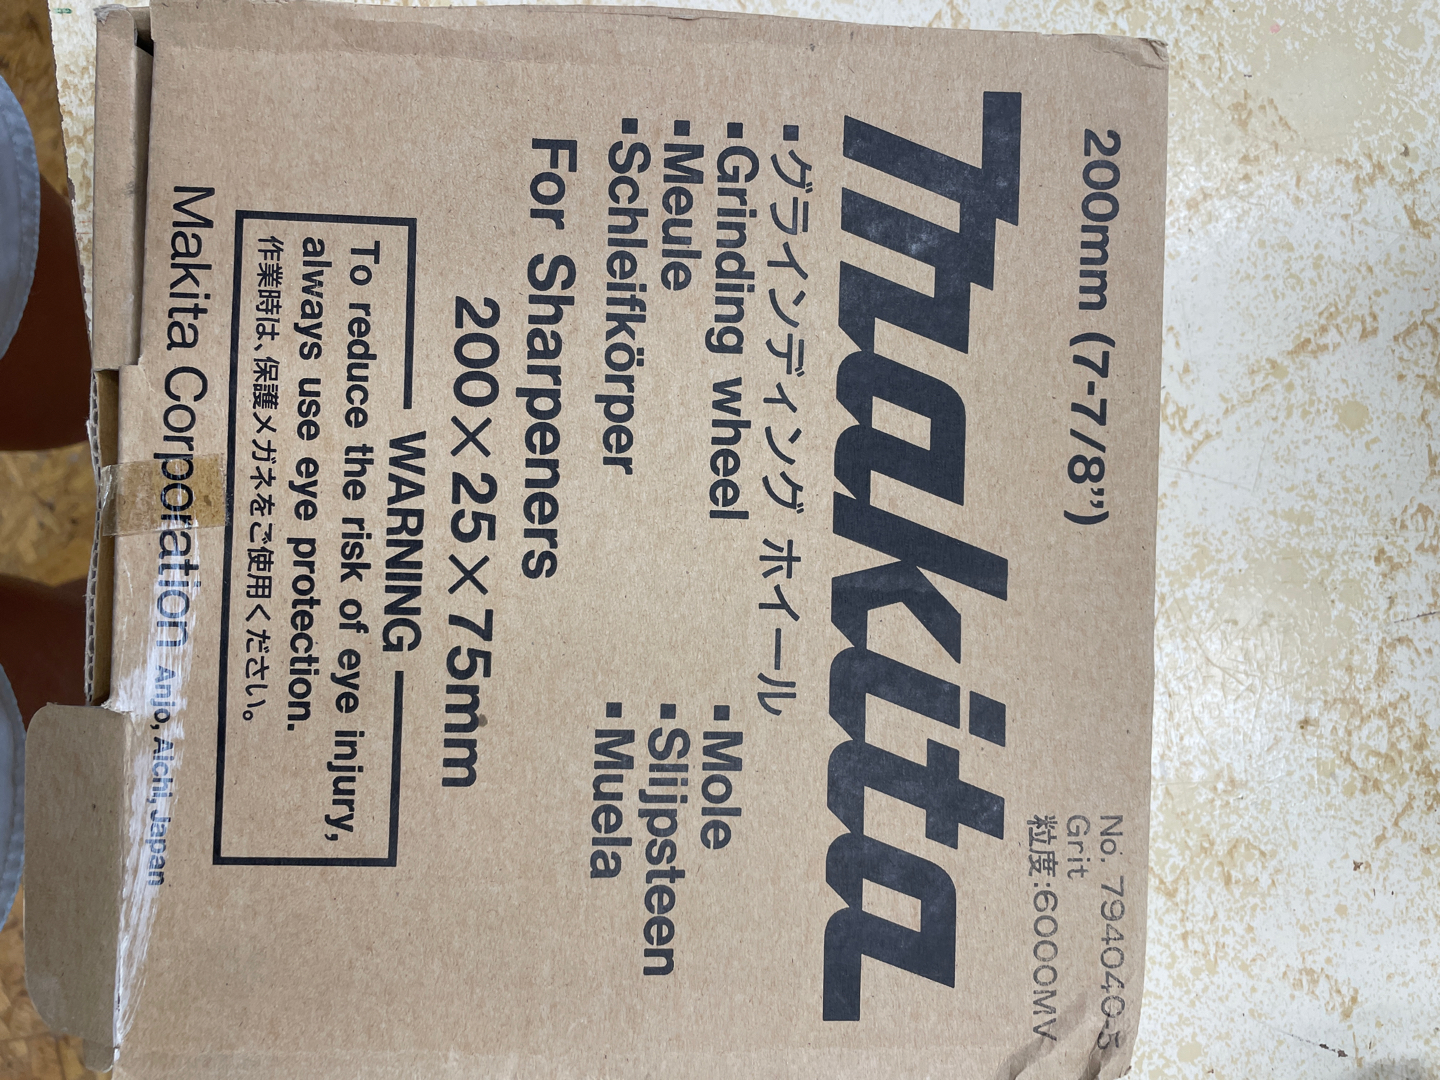 200mm (7-7/8")
No. 794040-5
Grit
粒度:6000MV
makita
▪グラインディング ホイール
▪Grinding wheel
▪Meule
▪Schleifkörper
▪Mole
▪Slijpsteen
▪Muela
For Sharpeners
200×25×75mm
WARNING
To reduce the risk of eye injury,
always use eye protection.
作業時は、保護メガネをご使用ください。
Makita Corporation Anjo, Aichi, Japan